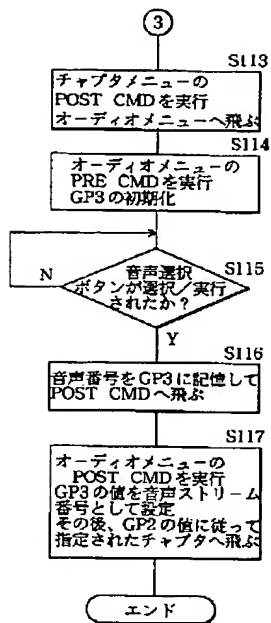 3
S113
チャプタメニューの
POST CMDを実行
オーディオメニューへ飛ぶ
S114
オーディオメニューの
PRE CMDを実行
GP3の初期化
S115
音声選択
ボタンが選択/実行
されたか?
N
Y
S116
音声番号をGP3に記憶して
POST CMDへ飛ぶ
S117
オーディオメニューの
POST CMDを実行
GP3の値を音声ストリーム
番号として設定
その後、GP2の値に従って
指定されたチャプタへ飛ぶ
エンド